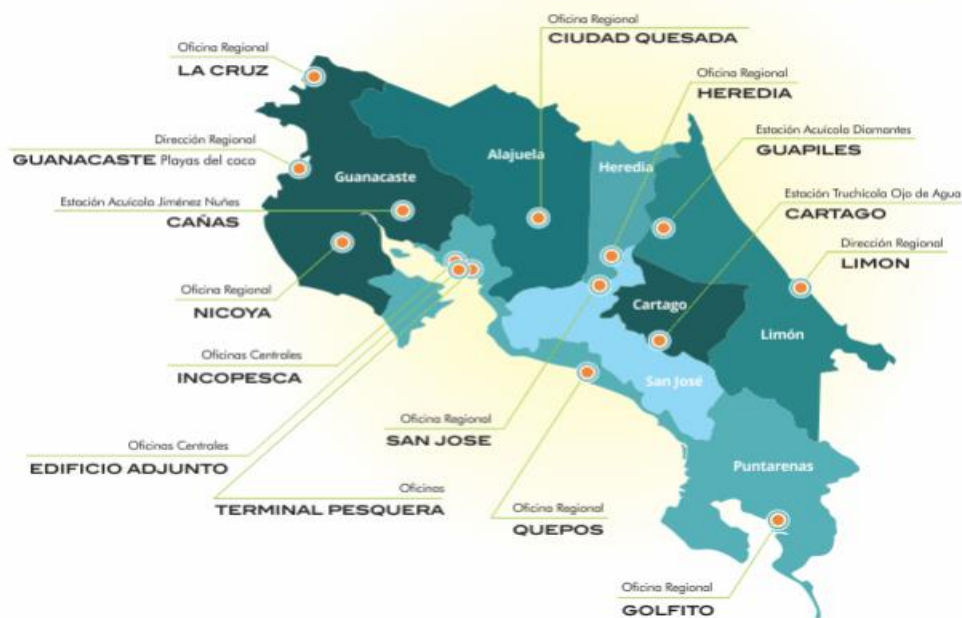 Oficina Regional
CIUDAD QUESADA
Oficina Regional
LA CRUZ
Oficina Regional
HEREDIA
Dirección Regional
GUANACASTE Playas del coco
Estación Acuícola Diamantes
GUAPILES
Alajuela
Heredia
Guanacaste
Estación Acuícola Jiménez Nuñes
CAÑAS
Estación Truchícola Ojo de Agua
CARTAGO
Dirección Regional
LIMON
Oficina Regional
NICOYA
Cartago
Limón
Oficinas Centrales
INCOPESCA
San José
Oficina Regional
SAN JOSE
Oficinas Centrales
EDIFICIO ADJUNTO
Puntarenas
Oficinas
TERMINAL PESQUERA
Oficina Regional
QUEPOS
Oficina Regional
GOLFITO